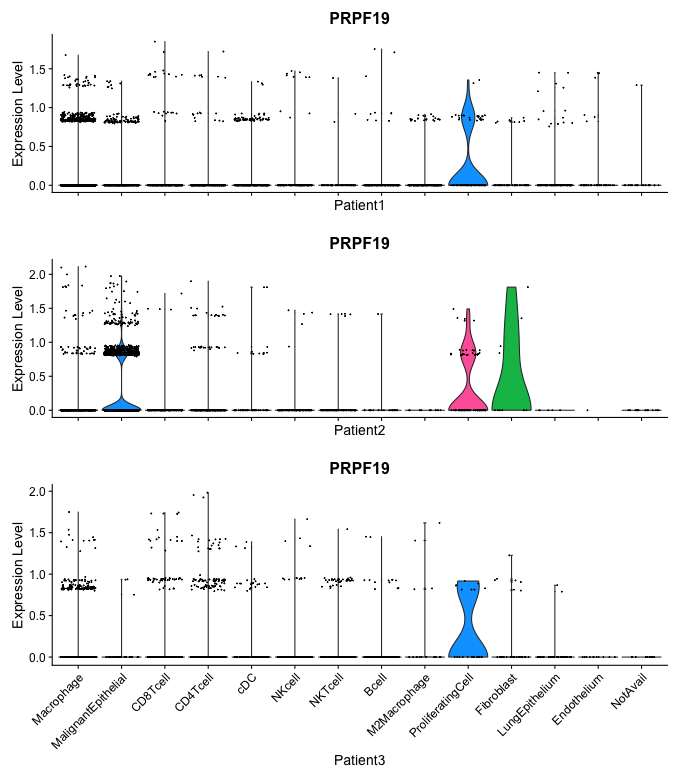 PRPF19
Expression Level
1.5
1.0
0.5
0.0
Patient1
PRPF19
Expression Level
2.0
1.5
1.0
0.5
0.0
Patient2
PRPF19
Expression Level
2.0
1.5
1.0
0.5
0.0
Macrophage
MalignantEpithelial
CD8Tcell
CD4Tcell
cDC
NKcell
NKTcell
Bcell
M2Macrophage
ProliferatingCell
Fibroblast
LungEpithelium
Endothelium
NotAvail
Patient3